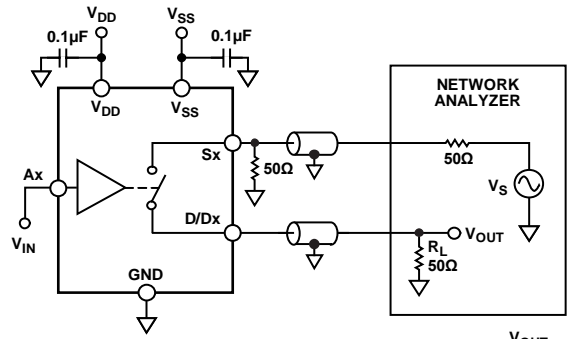 VDD
VSS
0.1µF
0.1µF
VDD
VSS
NETWORK
ANALYZER
Sx
50Ω
50Ω
VS
Ax
D/Dx
VOUT
RL
50Ω
VIN
GND
VOUT